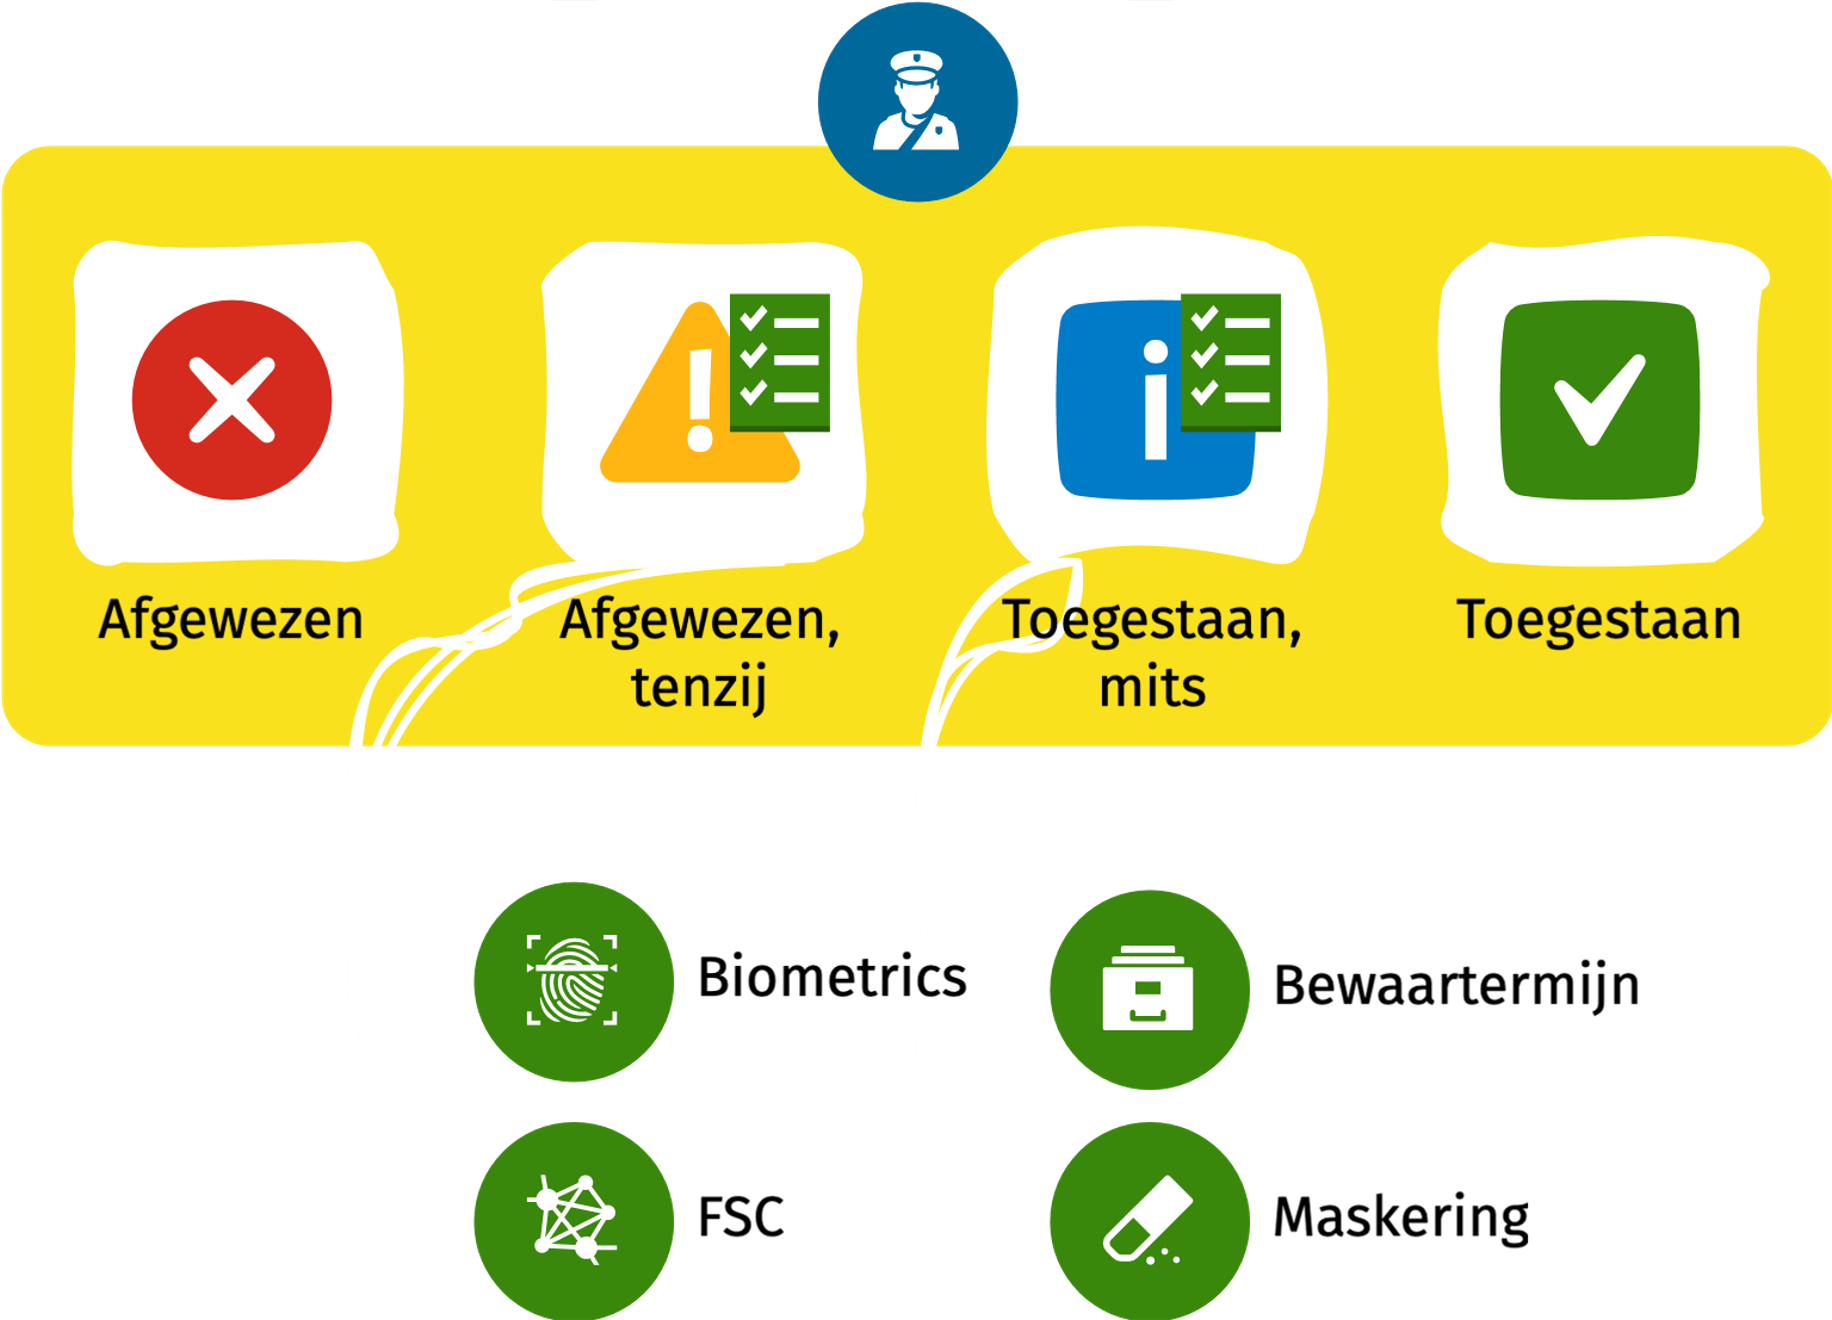 Afgewezen
Afgewezen,
tenzij
Toegestaan,
mits
Toegestaan
Biometrics
Bewaartermijn
FSC
Maskering